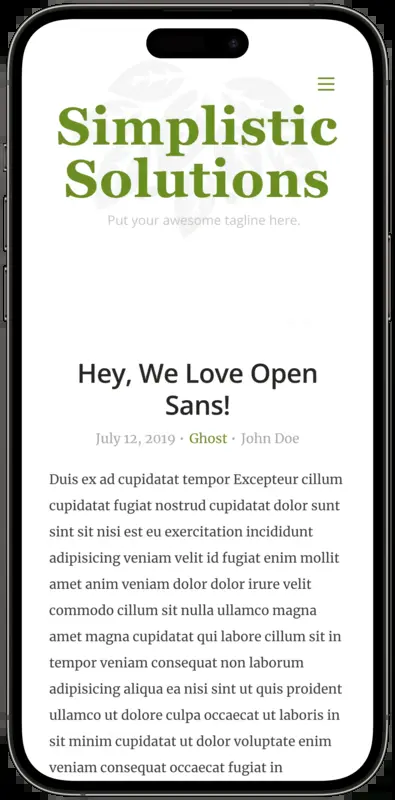 Simplistic
Solutions
Put your awesome tagline here.
Hey, We Love Open
Sans!
July 12, 2019 · Ghost · John Doe
Duis ex ad cupidatat tempor Excepteur cillum
cupidatat fugiat nostrud cupidatat dolor sunt
sint sit nisi est eu exercitation incididunt
adipisicing veniam velit id fugiat enim mollit
amet anim veniam dolor dolor irure velit
commodo cillum sit nulla ullamco magna
amet magna cupidatat qui labore cillum sit in
tempor veniam consequat non laborum
adipisicing aliqua ea nisi sint ut quis proident
ullamco ut dolore culpa occaecat ut laboris in
sit minim cupidatat ut dolor voluptate enim
veniam consequat occaecat fugiat in